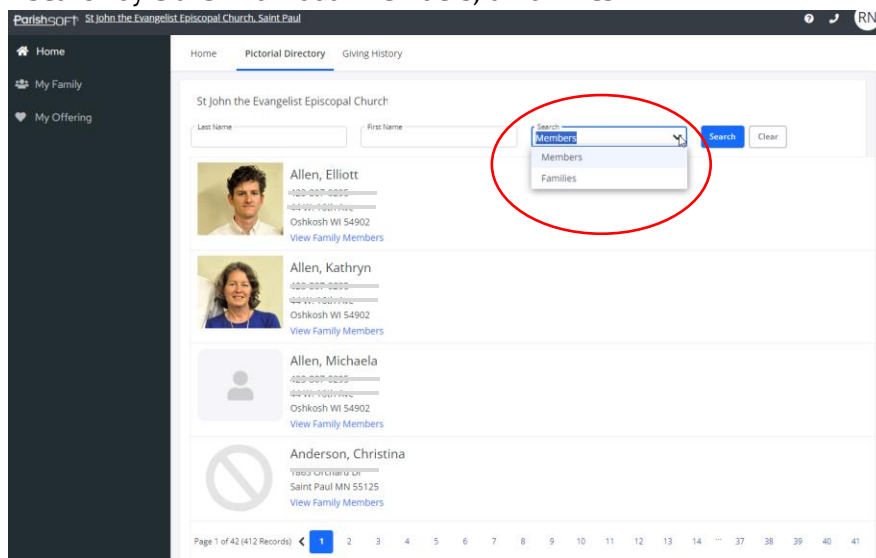 ParishSOFT St John the Evangelist Episcopal Church, Saint Paul
RN
Home
My Family
My Offering
Home Pictorial Directory Giving History
St John the Evangelist Episcopal Church
Last Name First Name Search
Members Search Clear
Members
Families
Allen, Elliott
Oshkosh WI 54902
View Family Members
Allen, Kathryn
Oshkosh WI 54902
View Family Members
Allen, Michaela
Oshkosh WI 54902
View Family Members
Anderson, Christina
Saint Paul MN 55125
View Family Members
Page 1 of 42 (412 Records) 1 2 3 4 5 6 7 8 9 10 11 12 13 14 ... 37 38 39 40 41